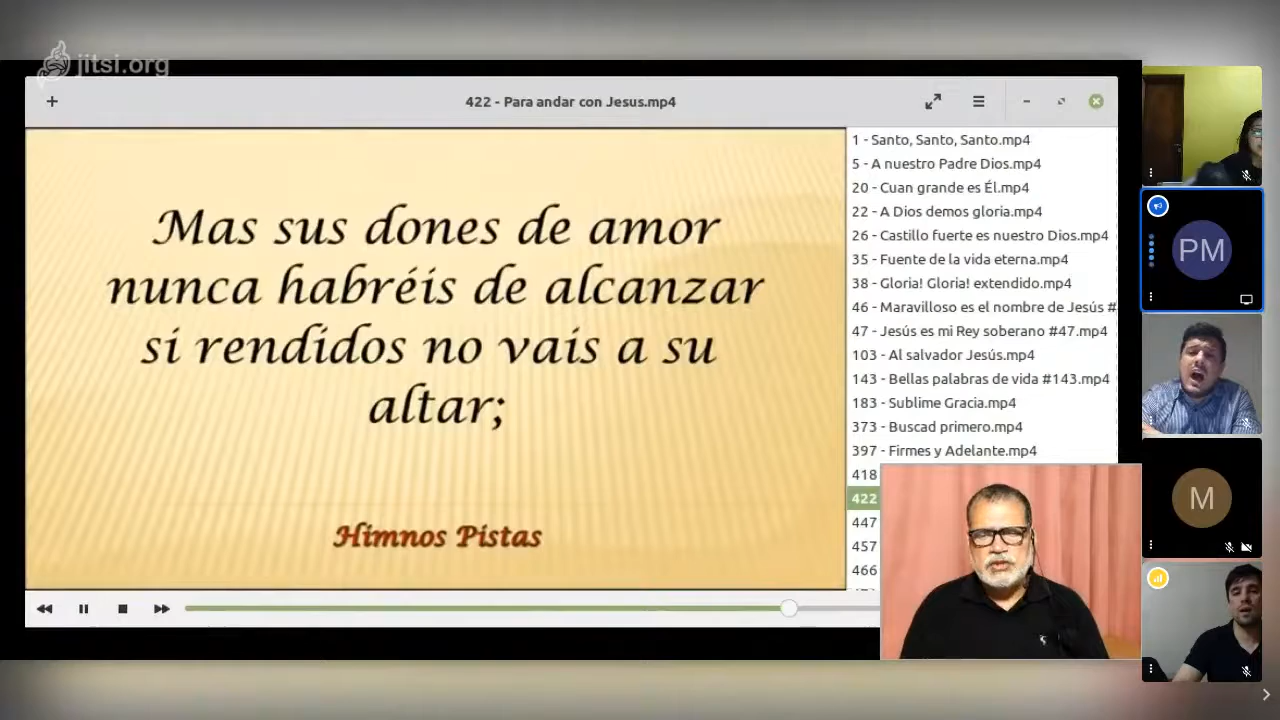 jitsi.org
422 - Para andar con Jesus.mp4
Mas sus dones de amor
nunca habréis de alcanzar
si rendidos no vais a su
altar;
Himnos Pistas
1 - Santo, Santo, Santo.mp4
5 - A nuestro Padre Dios.mp4
20 - Cuan grande es Él.mp4
22 - A Dios demos gloria.mp4
26 - Castillo fuerte es nuestro Dios.mp4
35 - Fuente de la vida eterna.mp4
38 - Gloria! Gloria! extendido.mp4
46 - Maravilloso es el nombre de Jesús #
47 - Jesús es mi Rey soberano #47.mp4
103 - Al salvador Jesús.mp4
143 - Bellas palabras de vida #143.mp4
183 - Sublime Gracia.mp4
373 - Buscad primero.mp4
397 - Firmes y Adelante.mp4
418
422
447
457
466
PM
M